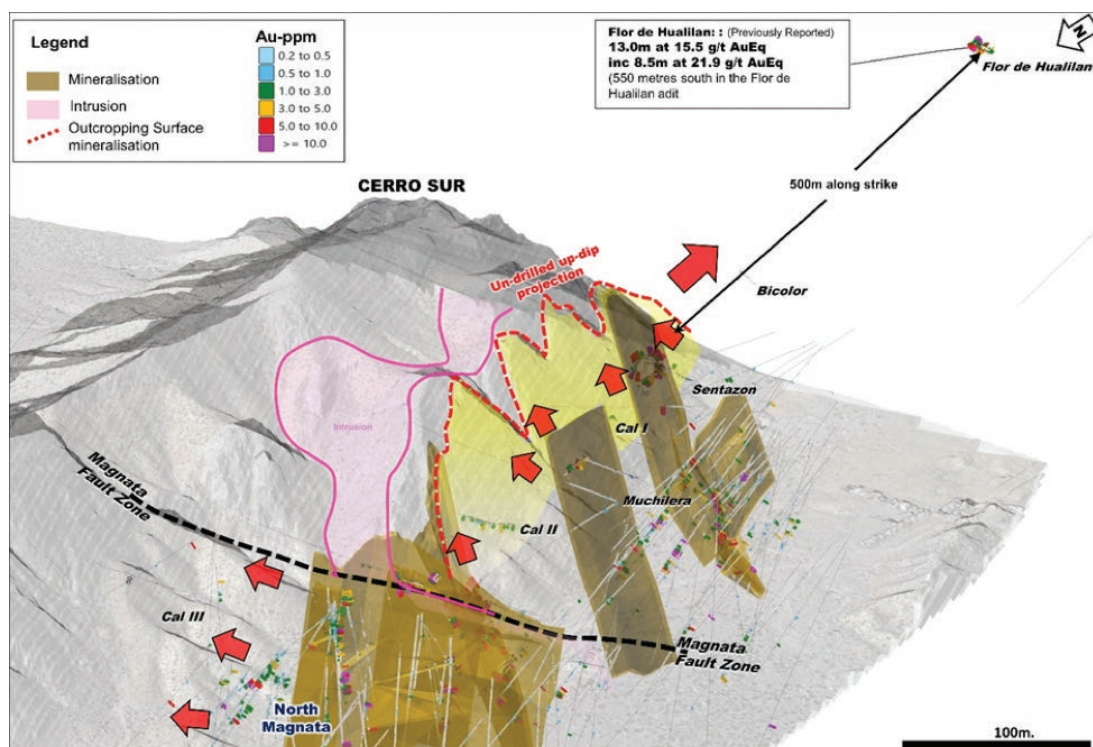 Legend
Mineralisation
Intrusion
Outcropping Surface
mineralisation
Au-ppm
0.2 to 0.5
0.5 to 1.0
1.0 to 3.0
3.0 to 5.0
5.0 to 10.0
>= 10.0
Flor de Hualilan: : (Previously Reported)
13.0m at 15.5 g/t AuEq
inc 8.5m at 21.9 g/t AuEq
(550 metres south in the Flor de
Hualilan adit
N
Flor de Hualilan
500m along strike
CERRO SUR
Un-drilled up-dip
projection
Bicolor
Sentazon
Cal I
Intrusion
Muchilera
Magnata
Fault Zone
Cal II
Cal III
Magnata
Fault Zone
North
Magnata
100m.